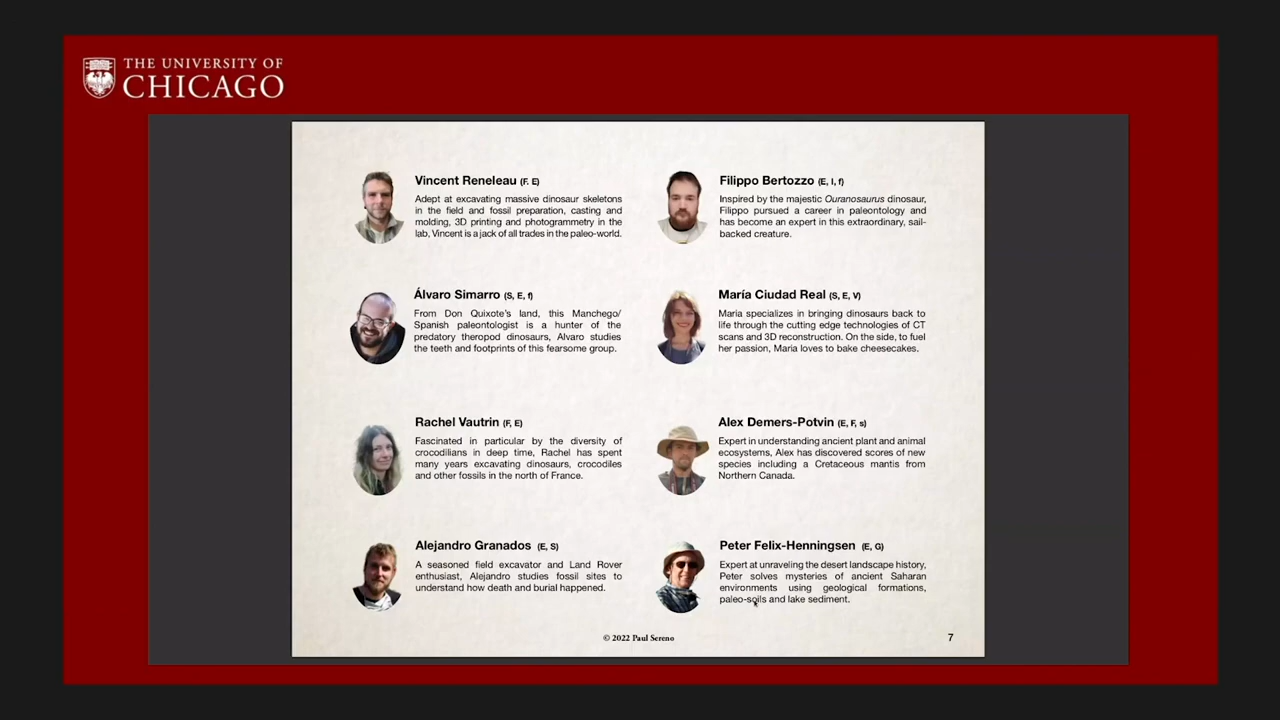 THE UNIVERSITY OF
CHICAGO
Vincent Reneleau (F. E)
Adept at excavating massive dinosaur skeletons
in the field and fossil preparation, casting and
molding, 3D printing and photogrammetry in the
lab, Vincent is a jack of all trades in the paleo-world.
Filippo Bertozzo (E, I, f)
Inspired by the majestic Ouranosaurus dinosaur,
Filippo pursued a career in paleontology and
has become an expert in this extraordinary, sail-
backed creature.
Álvaro Simarro (S, E, f)
From Don Quixote's land, this Manchego/
Spanish paleontologist is a hunter of the
predatory theropod dinosaurs, Alvaro studies
the teeth and footprints of this fearsome group.
María Ciudad Real (S, E, V)
Maria specializes in bringing dinosaurs back to
life through the cutting edge technologies of CT
scans and 3D reconstruction. On the side, to fuel
her passion, Maria loves to bake cheesecakes.
Rachel Vautrin (F, E)
Fascinated in particular by the diversity of
crocodilians in deep time, Rachel has spent
many years excavating dinosaurs, crocodiles
and other fossils in the north of France.
Alex Demers-Potvin (E, F, s)
Expert in understanding ancient plant and animal
ecosystems, Alex has discovered scores of new
species including a Cretaceous mantis from
Northern Canada.
Alejandro Granados (E, S)
A seasoned field excavator and Land Rover
enthusiast, Alejandro studies fossil sites to
understand how death and burial happened.
Peter Felix-Henningsen (E, G)
Expert at unraveling the desert landscape history,
Peter solves mysteries of ancient Saharan
environments using geological formations,
paleo-soils and lake sediment.
© 2022 Paul Sereno
7